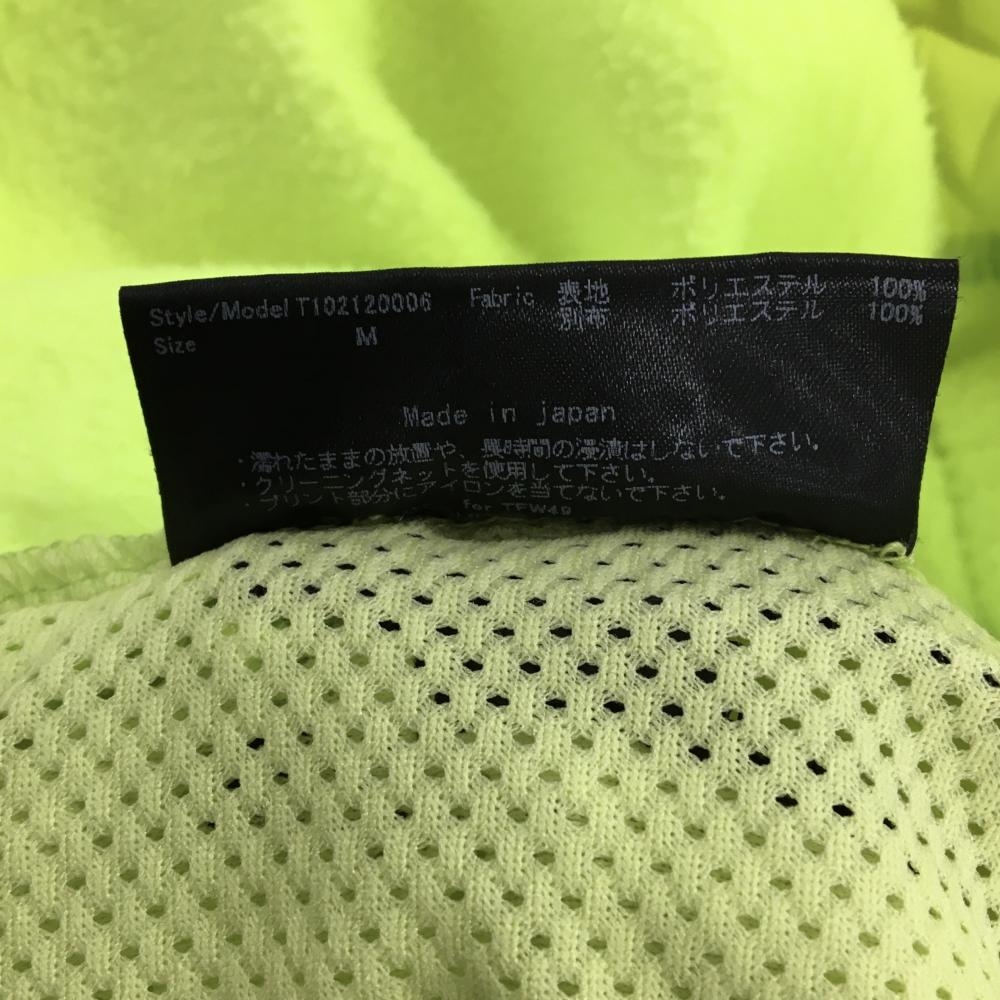 Style/Model T102120006 Fabric 表地 ポリエステル 100%
別布 ポリエステル 100%
Size M
Made in japan
・濡れたままの放置や、長時間の浸漬はしないで下さい。
・クリーニングネットを使用して下さい。
・プリント部分にアイロンを当てないで下さい。
for TFW49